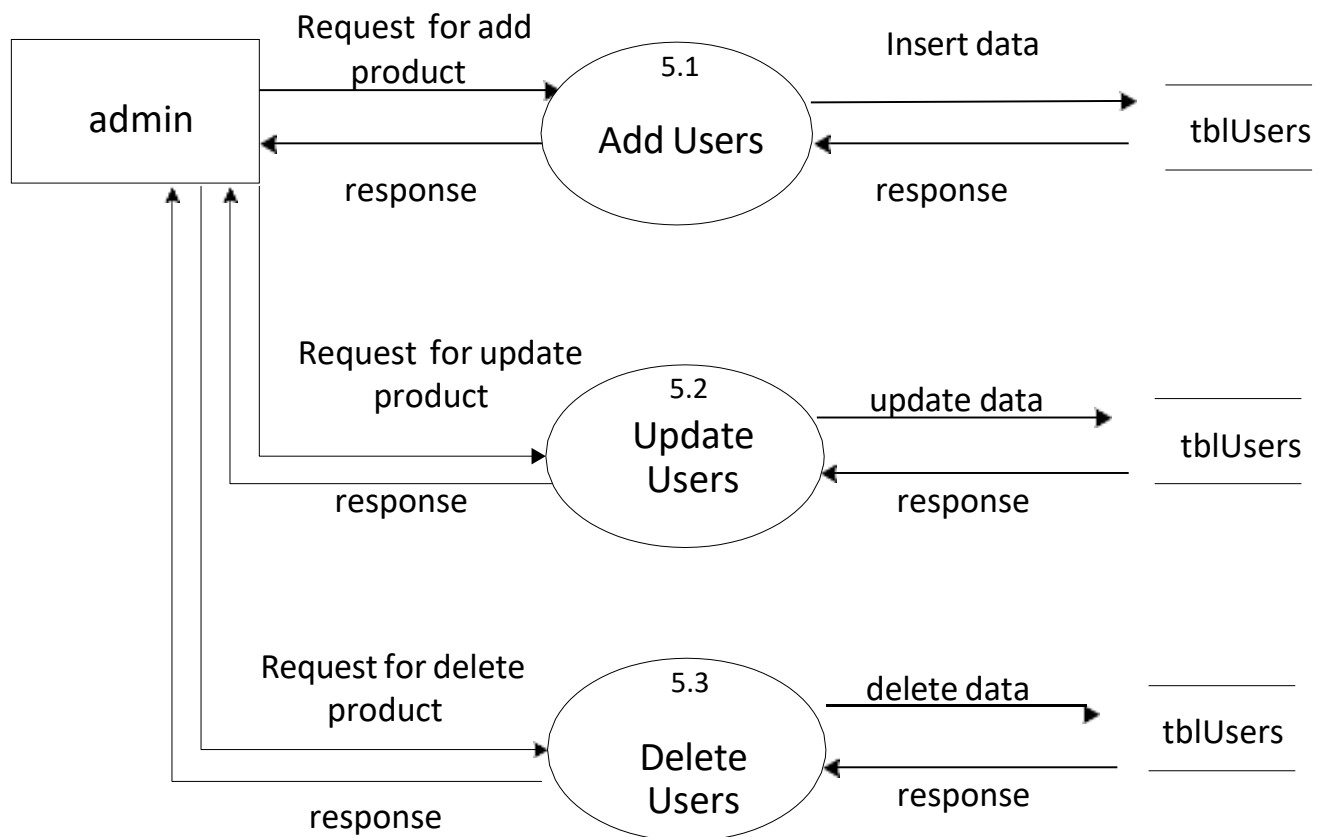 Request for add
product
admin
response
5.1
Add Users
Insert data
response
tblUsers
Request for update
product
response
5.2
Update
Users
update data
response
tblUsers
Request for delete
product
response
5.3
Delete
Users
delete data
response
tblUsers